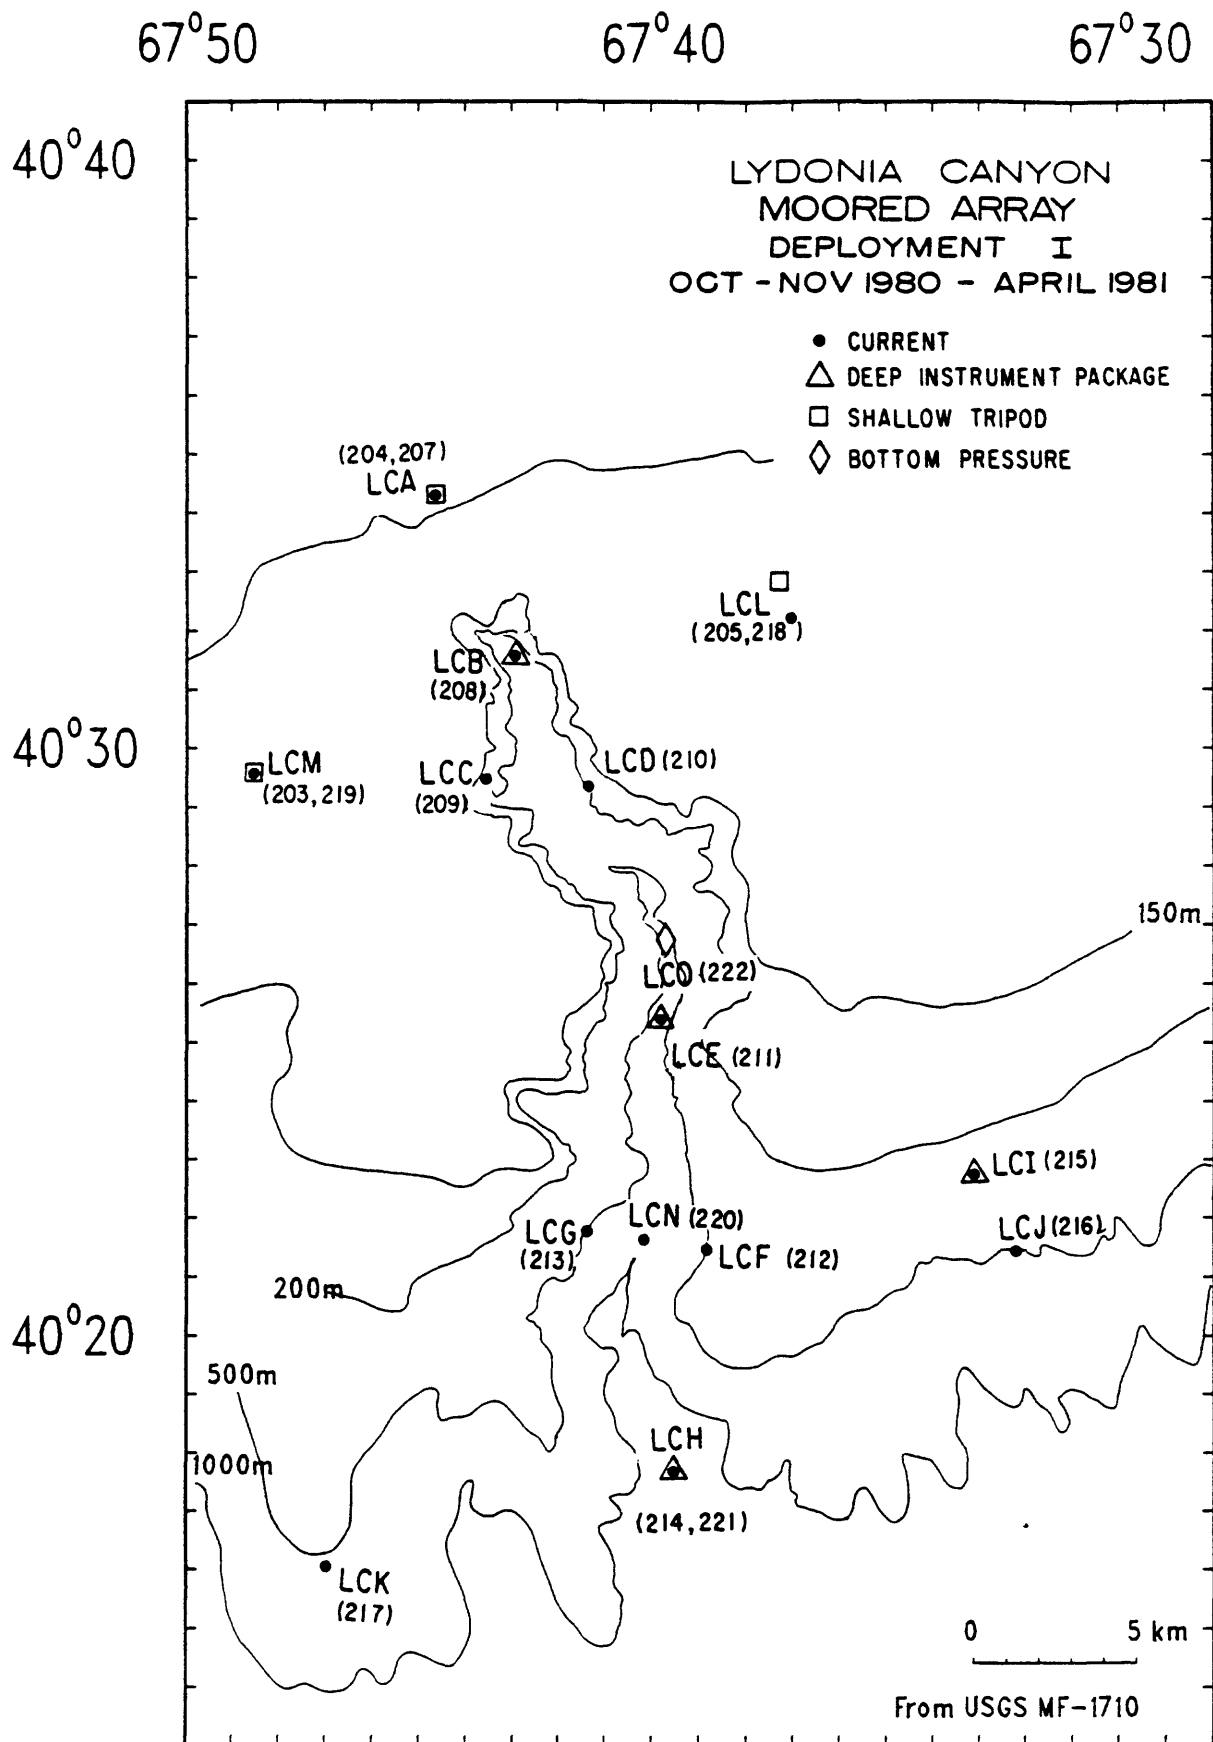 67°50 67°40 67°30
40°40
LYDONIA CANYON
MOORED ARRAY
DEPLOYMENT I
OCT - NOV 1980 - APRIL 1981
CURRENT
DEEP INSTRUMENT PACKAGE
SHALLOW TRIPOD
BOTTOM PRESSURE
(204,207)
LCA
LCL
(205,218)
LCB
(208)
40°30
LCM
(203,219)
LCC
(209)
LCD (210)
150m
LCO (222)
LCE (211)
LCI (215)
LCJ (216)
LCG
(213)
LCN (220)
LCF (212)
200m
40°20
500m
1000m
LCH
(214,221)
LCK
(217)
0 5 km
From USGS MF-1710